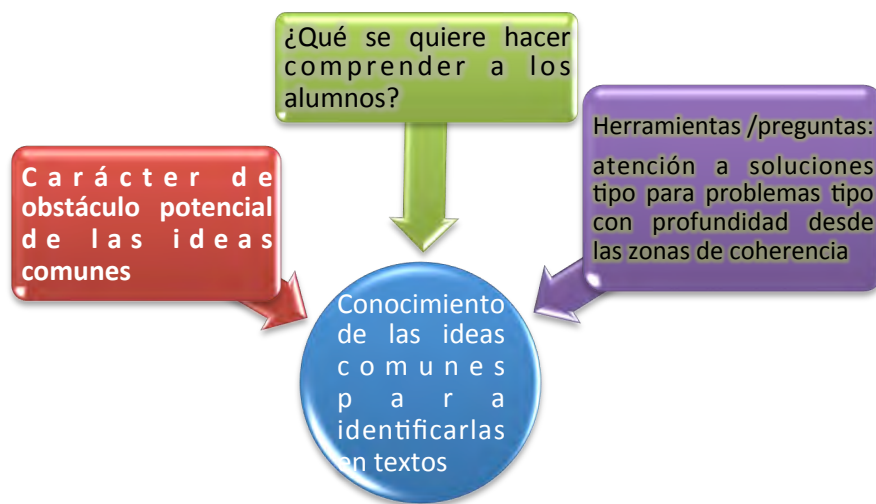 ¿Qué se quiere hacer
comprender a los
alumnos?
Carácter de
obstáculo potencial
de las ideas
comunes
Herramientas /preguntas:
atención a soluciones
tipo para problemas tipo
con profundidad desde
las zonas de coherencia
Conocimiento
de las ideas
comunes
para
identificarlas
en textos